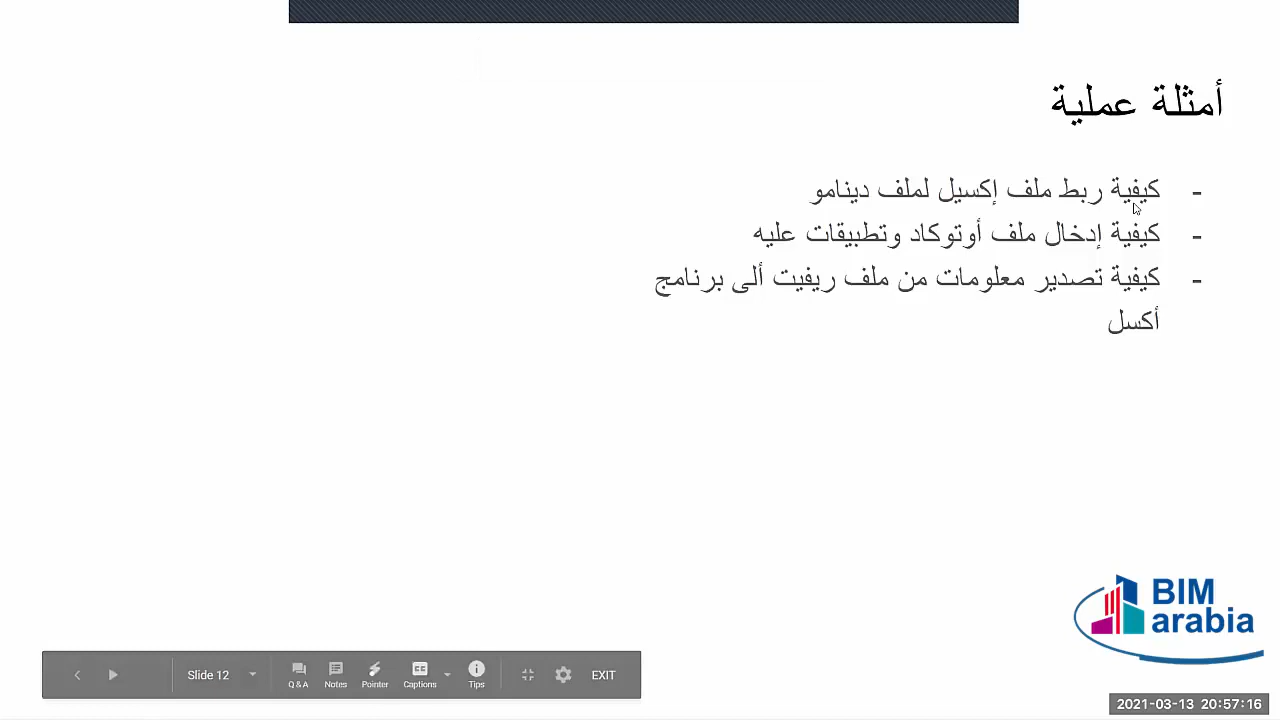 أمثلة عملية
- كيفية ربط ملف إكسيل لملف دينامو
- كيفية إدخال ملف أوتوكاد وتطبيقات عليه
- كيفية تصدير معلومات من ملف ريفيت ألى برنامج
أكسل
BIM
arabia
Slide 12
Q & A
Notes
Pointer
CC
Captions
Tips
EXIT
2021-03-13 20:57:16